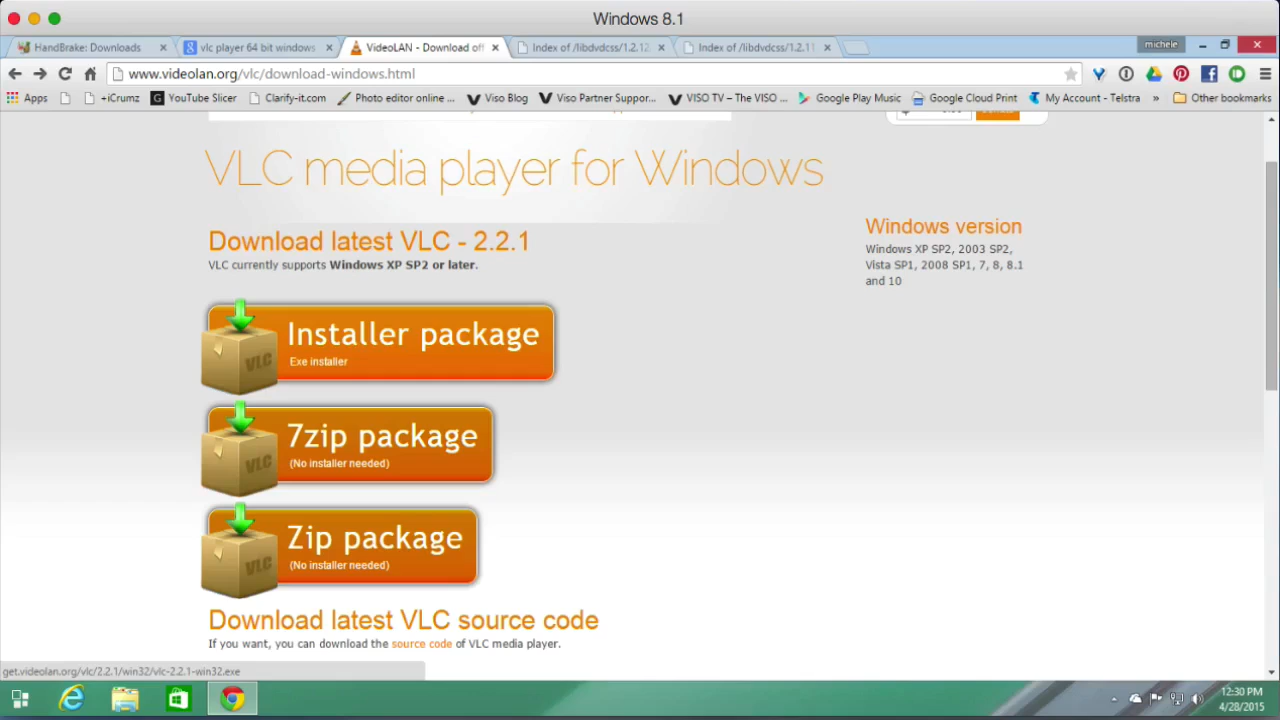 Windows 8.1
HandBrake: Downloads
vlc player 64 bit windows
VideoLAN - Download off
Index of /libdvdcss/1.2.12
Index of /libdvdcss/1.2.11
michele
www.videolan.org/vlc/download-windows.html
Apps
+iCrumz
YouTube Slicer
Clarify-it.com
Photo editor online ...
Viso Blog
Viso Partner Suppor...
VISO TV – The VISO ...
Google Play Music
Google Cloud Print
My Account - Telstra
»
Other bookmarks
VLC media player for Windows
Download latest VLC - 2.2.1
VLC currently supports Windows XP SP2 or later.
Windows version
Windows XP SP2, 2003 SP2,
Vista SP1, 2008 SP1, 7, 8, 8.1
and 10
Installer package
Exe installer
VLC
7zip package
(No installer needed)
VLC
Zip package
(No installer needed)
VLC
Download latest VLC source code
If you want, you can download the source code of VLC media player.
get.videolan.org/vlc/2.2.1/win32/vlc-2.2.1-win32.exe
12:30 PM
4/28/2015